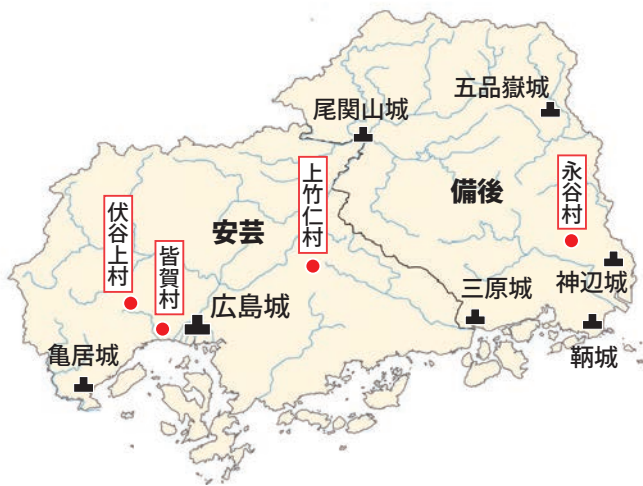 五品嶽城
尾関山城
永谷村
上竹仁村
備後
安芸
伏谷上村
皆賀村
神辺城
三原城
広島城
鞆城
亀居城